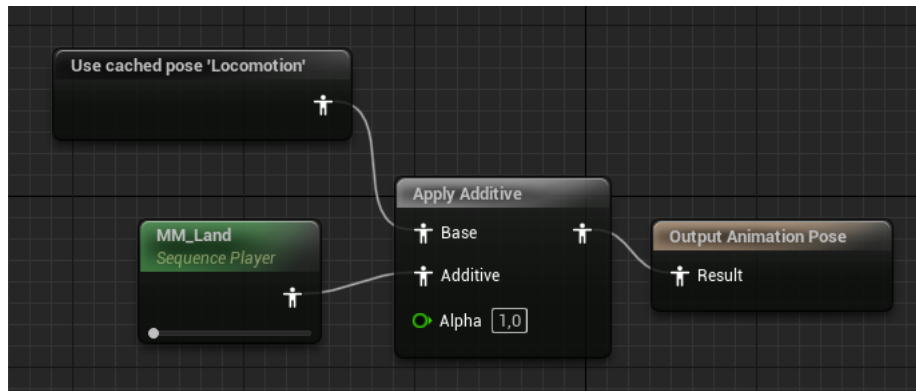 Use cached pose 'Locomotion'
Apply Additive
Base
Additive
Alpha 1,0
MM_Land
Sequence Player
Output Animation Pose
Result